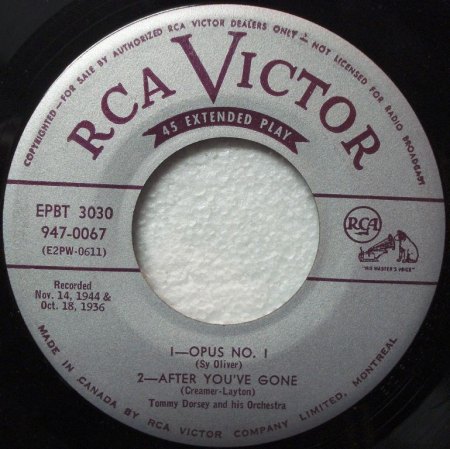 COPYRIGHTED—FOR SALE BY AUTHORIZED RCA VICTOR DEALERS ONLY—NOT LICENSED FOR RADIO BROADCAST
RCA VICTOR
45 EXTENDED PLAY
EPBT 3030
947-0067
(E2PW-0611)
RCA
"HIS MASTER'S VOICE"
Recorded
Nov. 14, 1944 &
Oct. 18, 1936
1—OPUS NO. 1
(Sy Oliver)
2—AFTER YOU'VE GONE
(Creamer-Layton)
Tommy Dorsey and his Orchestra
MADE IN CANADA BY RCA VICTOR COMPANY LIMITED, MONTREAL